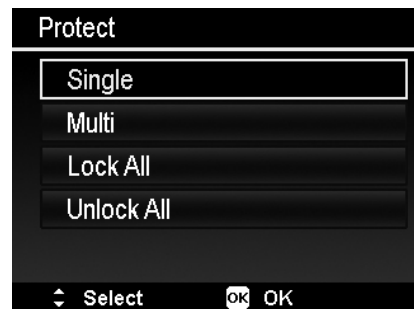 Protect
Single
Multi
Lock All
Unlock All
Select OK OK